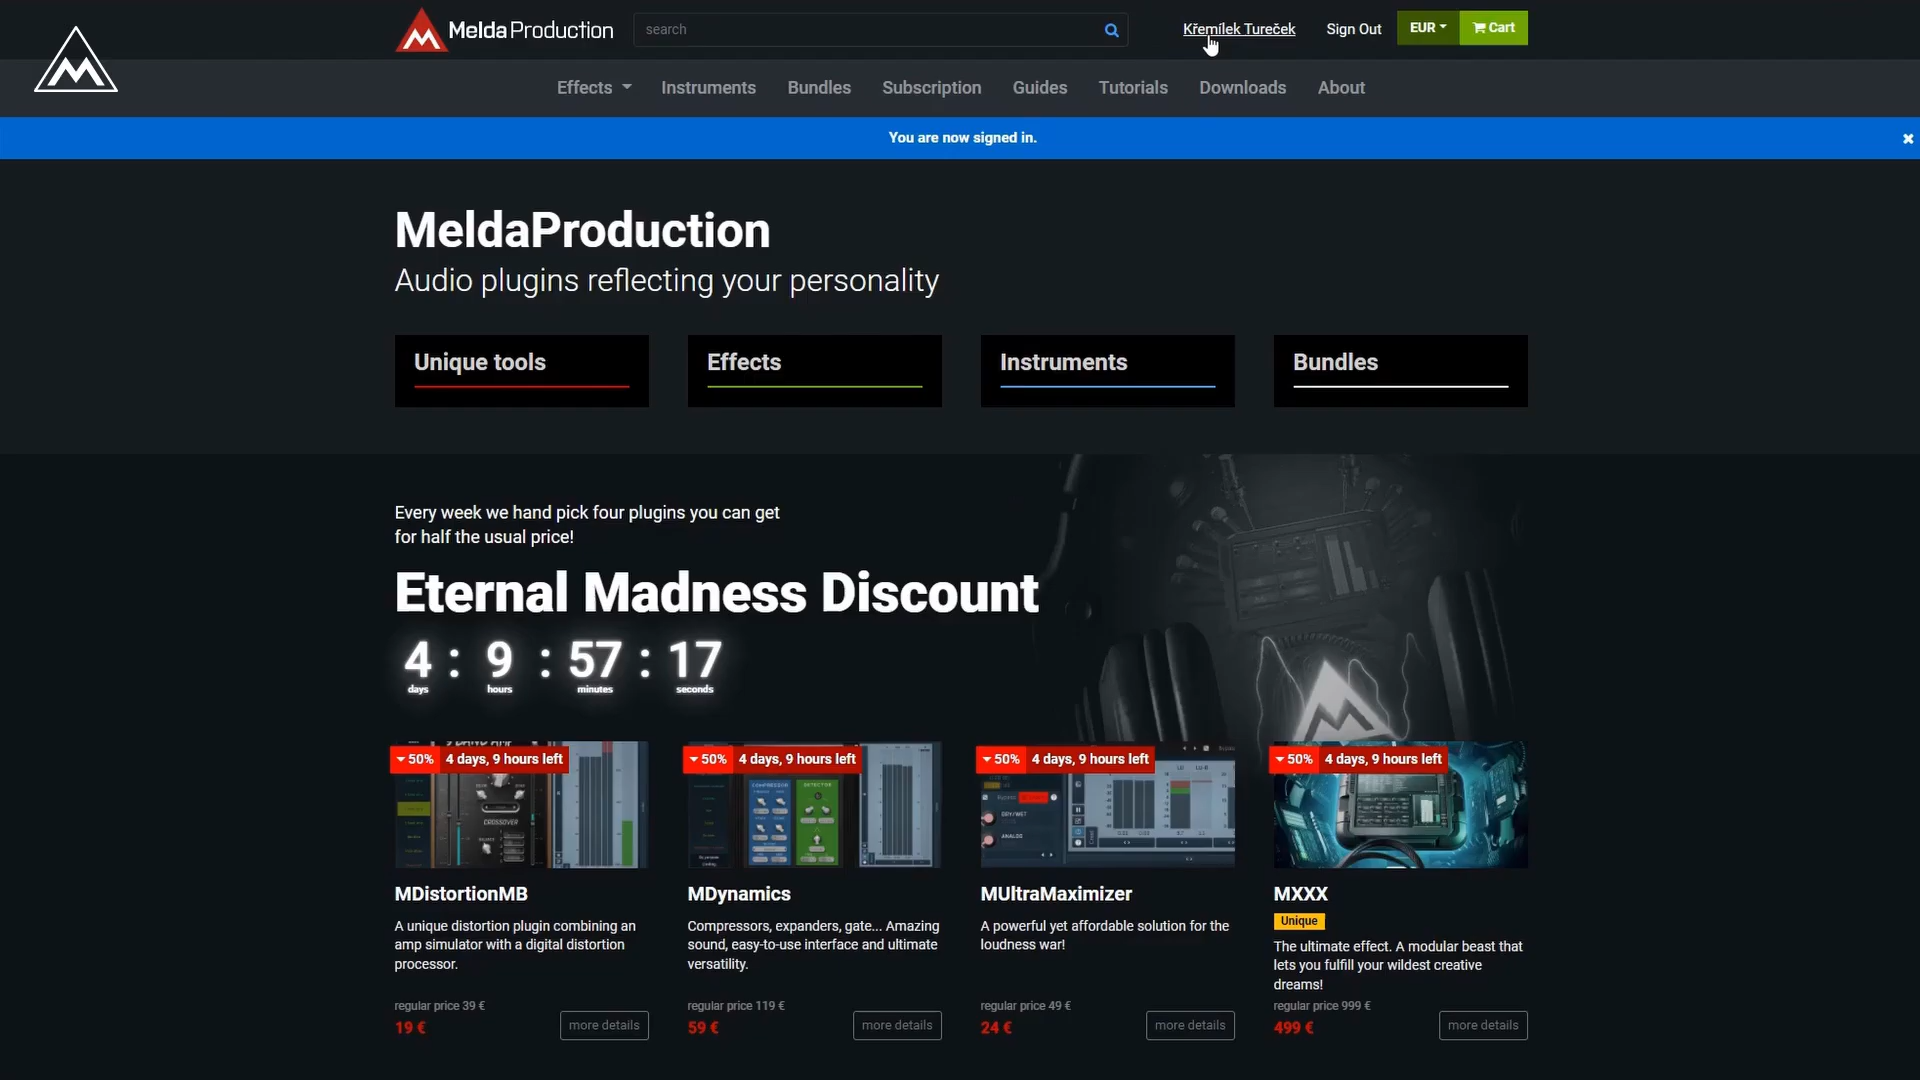 MeldaProduction
search
Křemílek Tureček
Sign Out
EUR
Cart
Effects
Instruments
Bundles
Subscription
Guides
Tutorials
Downloads
About
You are now signed in.
MeldaProduction
Audio plugins reflecting your personality
Unique tools
Effects
Instruments
Bundles
Every week we hand pick four plugins you can get
for half the usual price!
Eternal Madness Discount
4 : 9 : 57 : 17
days hours minutes seconds
50% 4 days, 9 hours left
50% 4 days, 9 hours left
50% 4 days, 9 hours left
50% 4 days, 9 hours left
CROSSOVER
COMPRESSOR
DETECTOR
DRY/WET
ANALOG
MDistortionMB
A unique distortion plugin combining an
amp simulator with a digital distortion
processor.
regular price 39 €
19 €
more details
MDynamics
Compressors, expanders, gate... Amazing
sound, easy-to-use interface and ultimate
versatility.
regular price 119 €
59 €
more details
MUltraMaximizer
A powerful yet affordable solution for the
loudness war!
regular price 49 €
24 €
more details
MXXX
Unique
The ultimate effect. A modular beast that
lets you fulfill your wildest creative
dreams!
regular price 999 €
499 €
more details